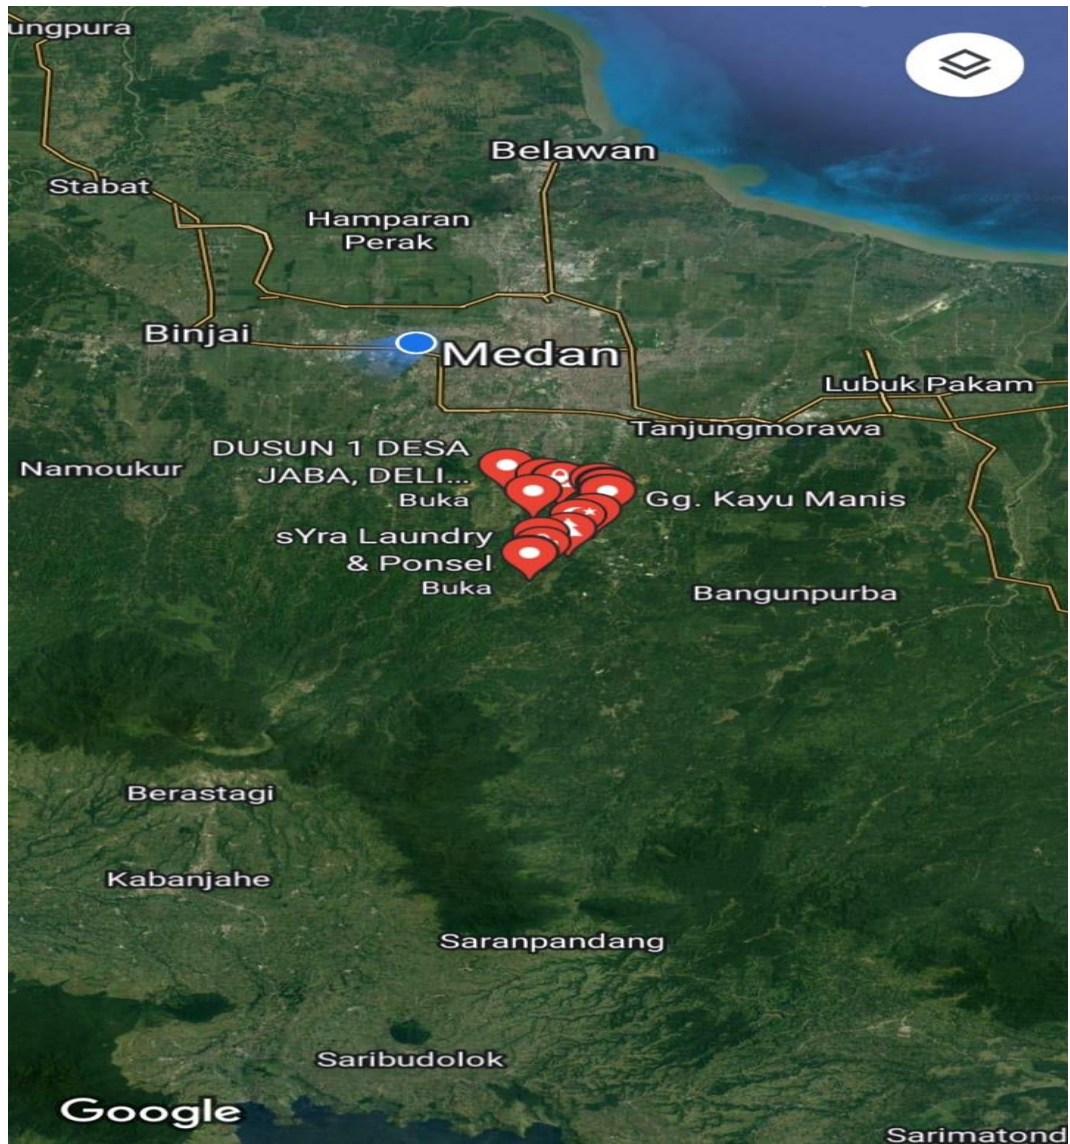 ungpura
Belawan
Stabat
Hamparan
Perak
Binjai
Medan
Lubuk Pakam
Tanjungmorawa
DUSUN 1 DESA
JABA, DELI...
Buka
Namoukur
Gg. Kayu Manis
sYra Laundry
& Ponsel
Buka
Bangunpurba
Berastagi
Kabanjahe
Saranpandang
Saribudolok
Google
Sarimatond